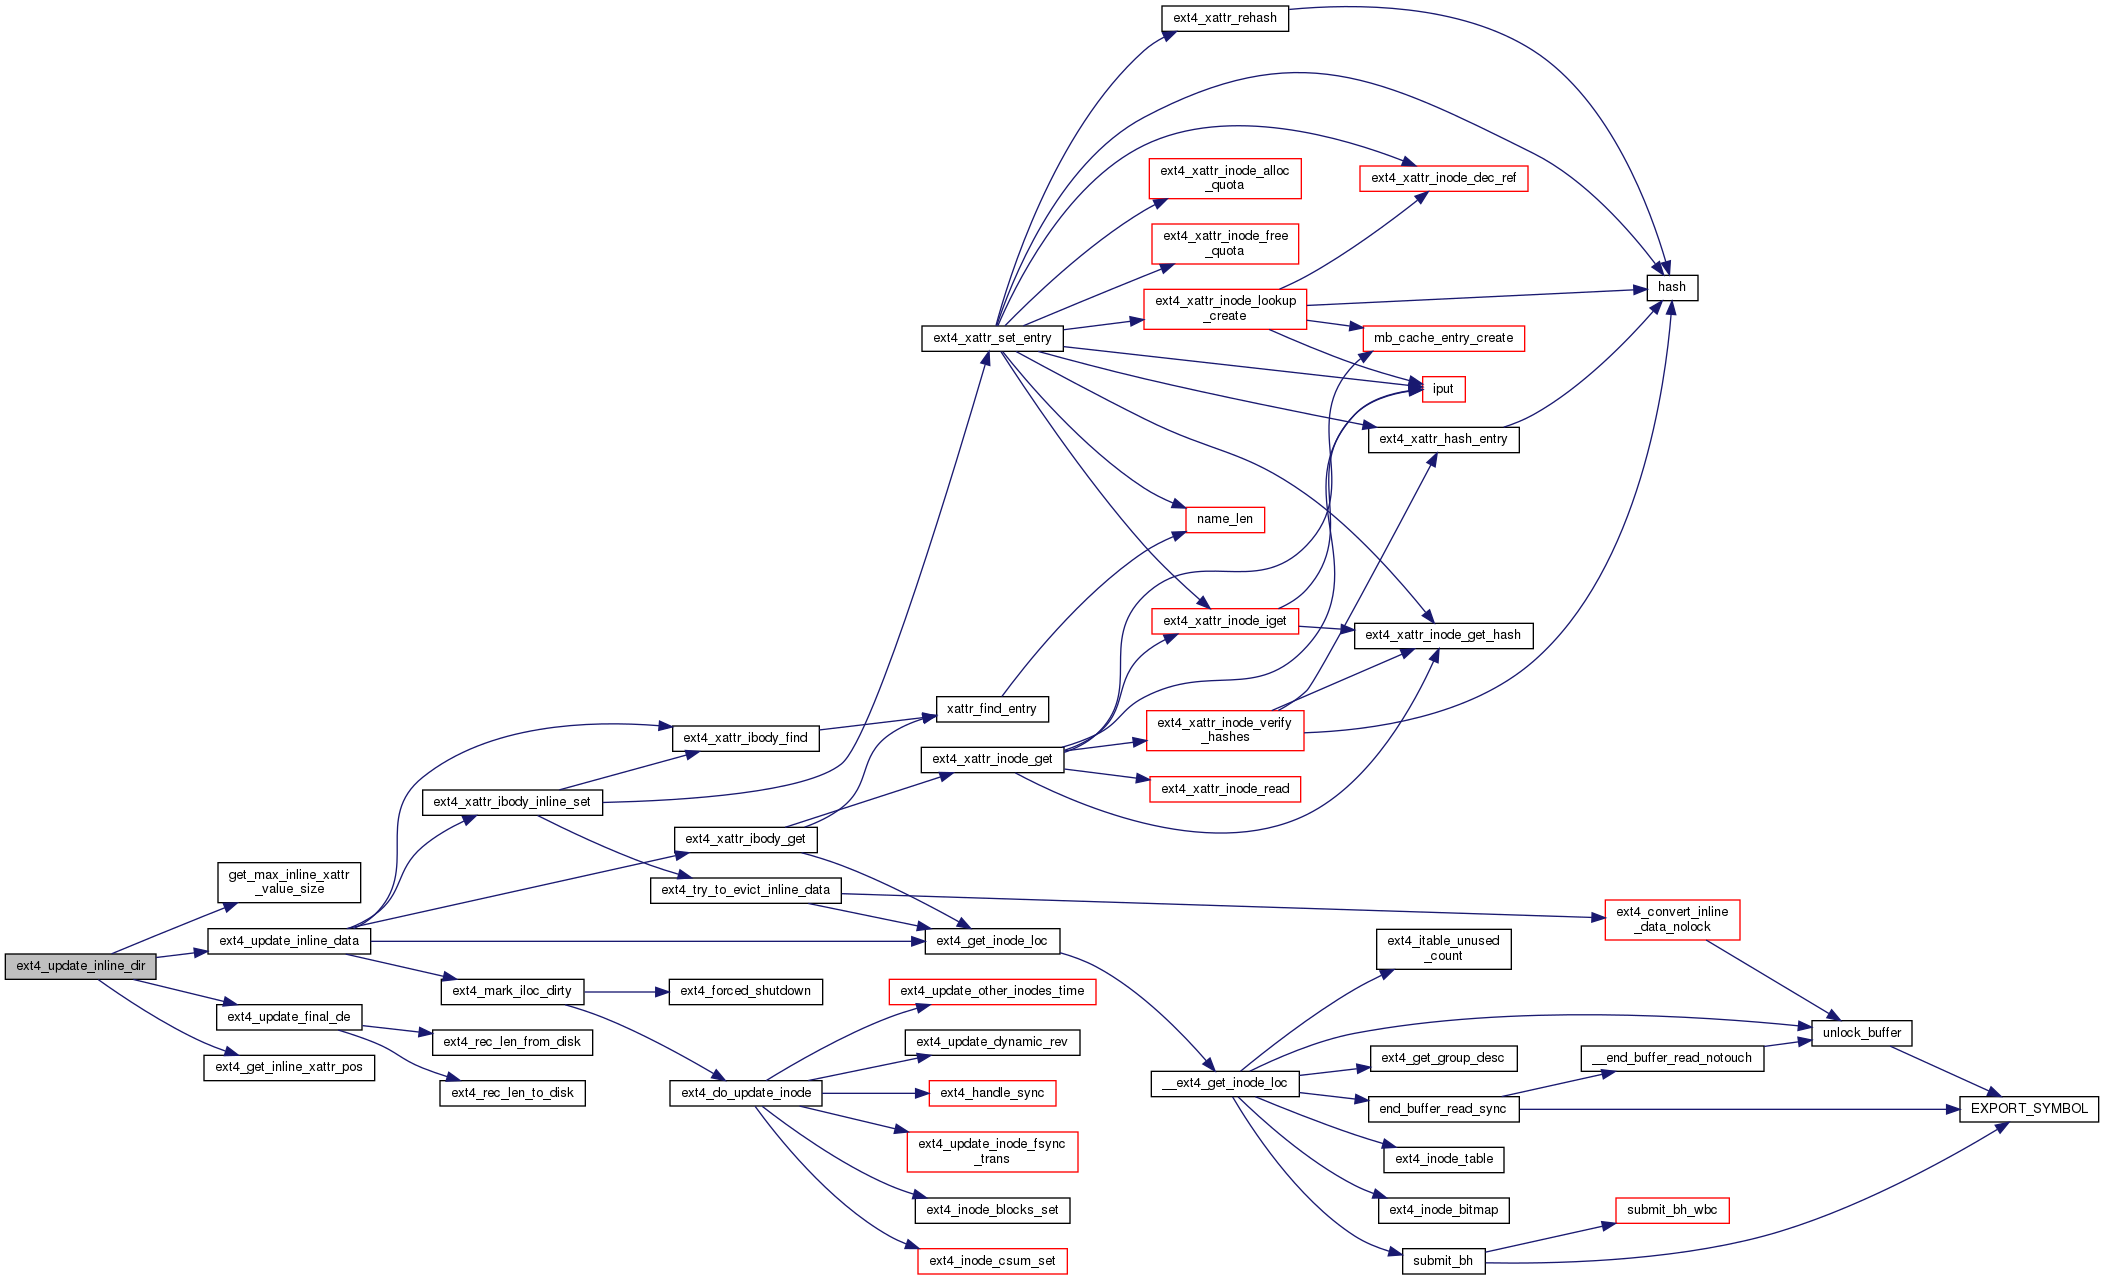 ext4_xattr_rehash
ext4_xattr_inode_alloc
_quota
ext4_xattr_inode_dec_ref
ext4_xattr_inode_free
_quota
hash
ext4_xattr_inode_lookup
_create
ext4_xattr_set_entry
mb_cache_entry_create
iput
ext4_xattr_hash_entry
name_len
ext4_xattr_inode_iget
ext4_xattr_inode_get_hash
xattr_find_entry
ext4_xattr_ibody_find
ext4_xattr_inode_verify
_hashes
ext4_xattr_inode_get
ext4_xattr_inode_read
ext4_xattr_ibody_inline_set
ext4_xattr_ibody_get
get_max_inline_xattr
_value_size
ext4_try_to_evict_inline_data
ext4_convert_inline
_data_nolock
ext4_update_inline_data
ext4_get_inode_loc
ext4_itable_unused
_count
ext4_update_inline_dir
ext4_mark_iloc_dirty
ext4_forced_shutdown
ext4_update_other_inodes_time
ext4_update_final_de
unlock_buffer
ext4_rec_len_from_disk
ext4_update_dynamic_rev
ext4_get_group_desc
__end_buffer_read_notouch
ext4_get_inline_xattr_pos
__ext4_get_inode_loc
ext4_rec_len_to_disk
ext4_do_update_inode
ext4_handle_sync
end_buffer_read_sync
EXPORT_SYMBOL
ext4_update_inode_fsync
_trans
ext4_inode_table
ext4_inode_blocks_set
ext4_inode_bitmap
submit_bh_wbc
ext4_inode_csum_set
submit_bh